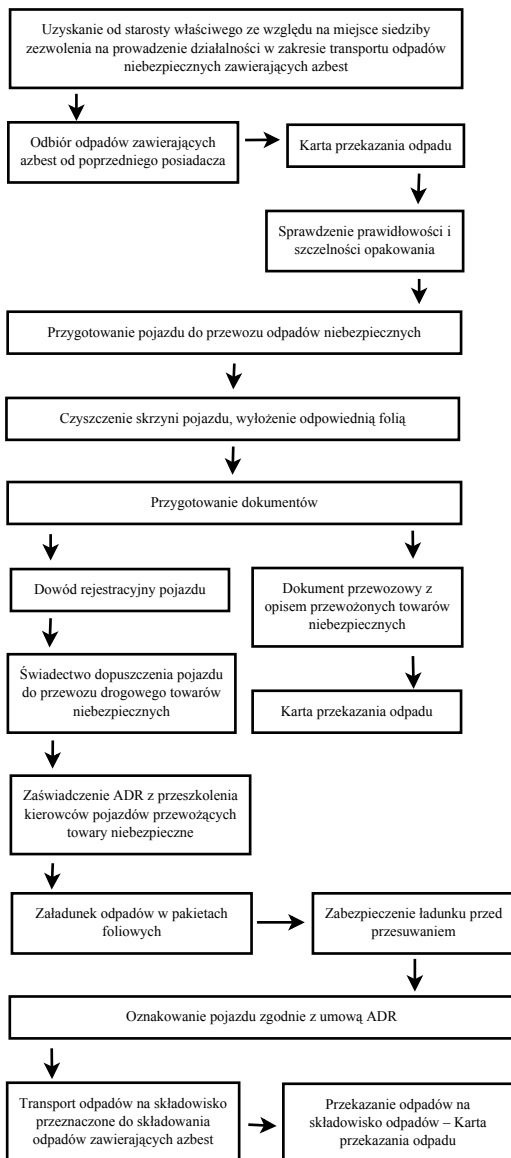 Uzyskanie od starosty właściwego ze względu na miejsce siedziby
zezwolenia na prowadzenie działalności w zakresie transportu odpadów
niebezpiecznych zawierających azbest
Odbiór odpadów zawierających
azbest od poprzedniego posiadacza
Karta przekazania odpadu
Sprawdzenie prawidłowości i
szczelności opakowania
Przygotowanie pojazdu do przewozu odpadów niebezpiecznych
Czyszczenie skrzyni pojazdu, wyłożenie odpowiednią folią
Przygotowanie dokumentów
Dowód rejestracyjny pojazdu
Świadectwo dopuszczenia pojazdu
do przewozu drogowego towarów
niebezpiecznych
Zaświadczenie ADR z przeszkolenia
kierowców pojazdów przewożących
towary niebezpieczne
Dokument przewozowy z
opisem przewożonych towarów
niebezpiecznych
Karta przekazania odpadu
Załadunek odpadów w pakietach
foliowych
Zabezpieczenie ładunku przed
przesuwaniem
Oznakowanie pojazdu zgodnie z umową ADR
Transport odpadów na składowisko
przeznaczone do składowania
odpadów zawierających azbest
Przekazanie odpadów na
składowisko odpadów – Karta
przekazania odpadu